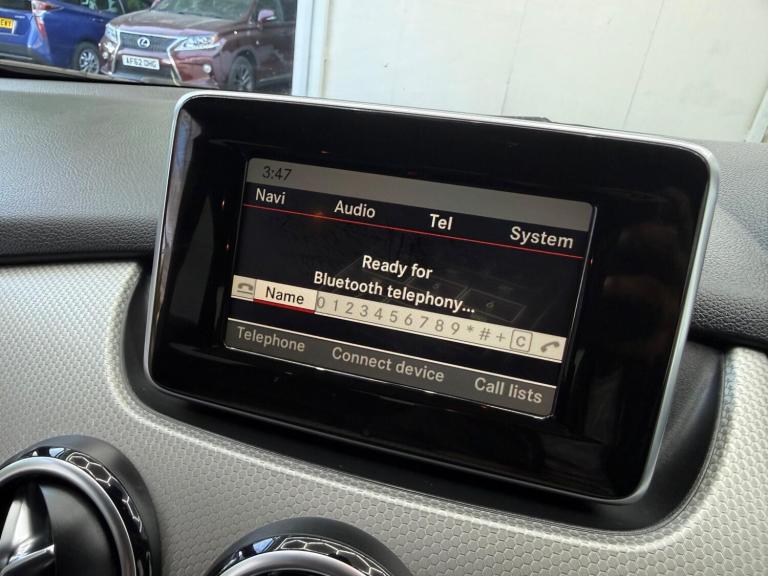 EWY
AF62 OHG
3:47
Navi Audio Tel System
Ready for
Bluetooth telephony...
Name 0 1 2 3 4 5 6 7 8 9 * # + C
Telephone Connect device Call lists